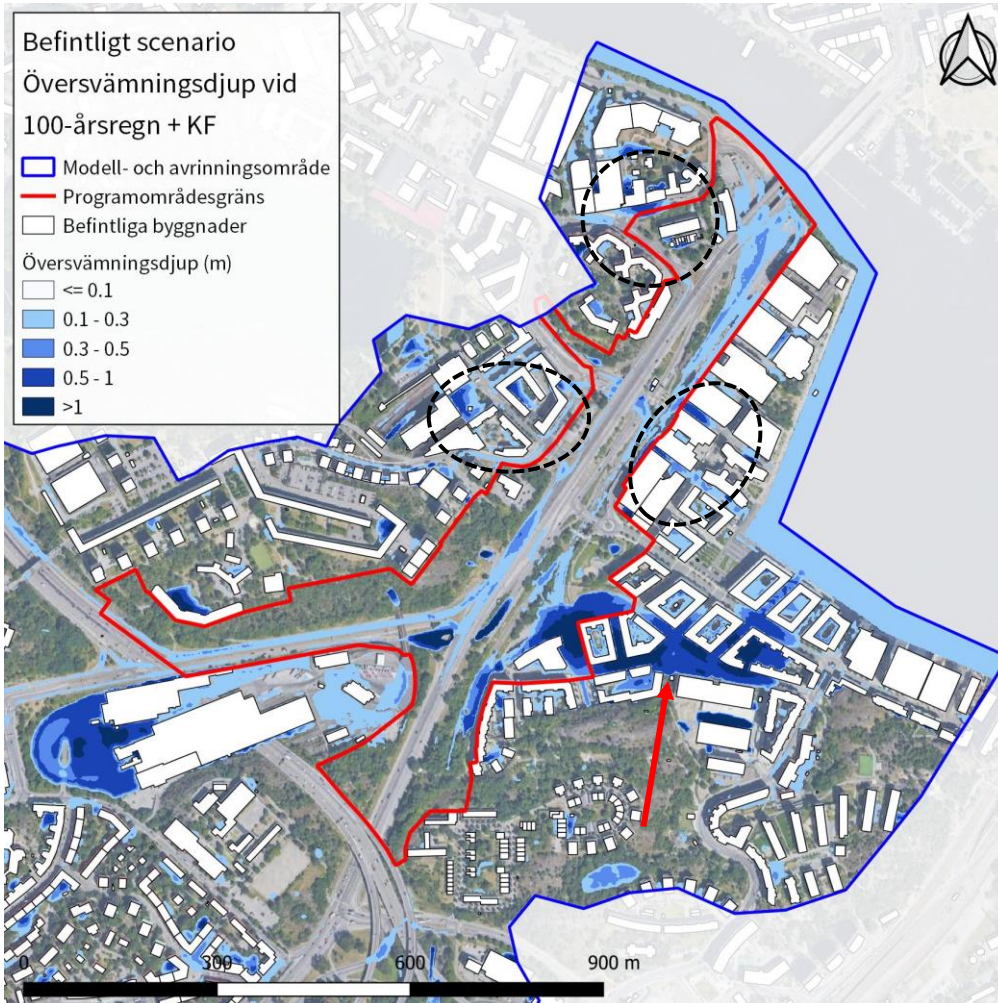 Befintligt scenario
Översvämningsdjup vid
100-årsregn + KF
Modell- och avrinningsområde
Programområdesgräns
Befintliga byggnader
Översvämningsdjup (m)
<= 0.1
0.1 - 0.3
0.3 - 0.5
0.5 - 1
>1
0 300 600 900 m